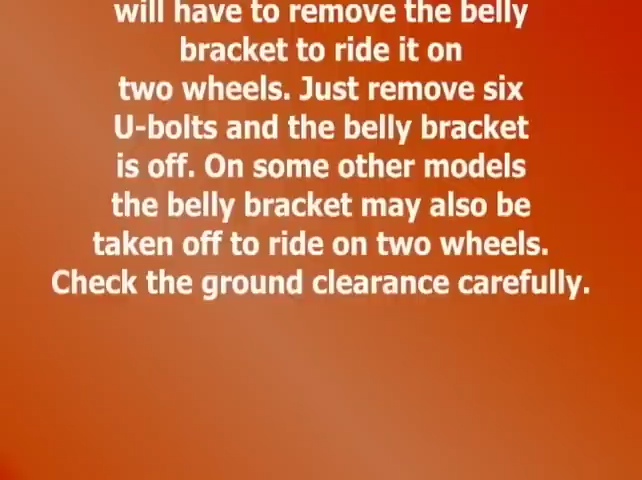 will have to remove the belly
bracket to ride it on
two wheels. Just remove six
U-bolts and the belly bracket
is off. On some other models
the belly bracket may also be
taken off to ride on two wheels.
Check the ground clearance carefully.